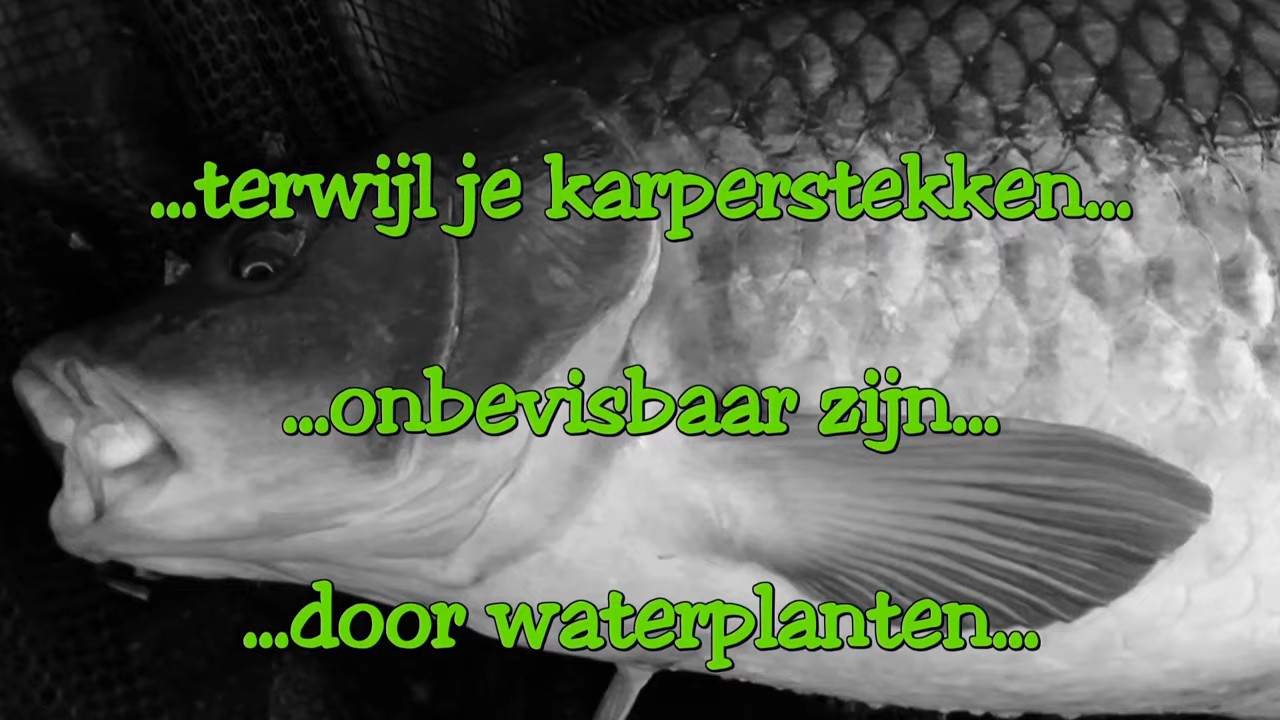 ...terwijl je karperstekken...
...onbevisbaar zijn...
...door waterplanten...